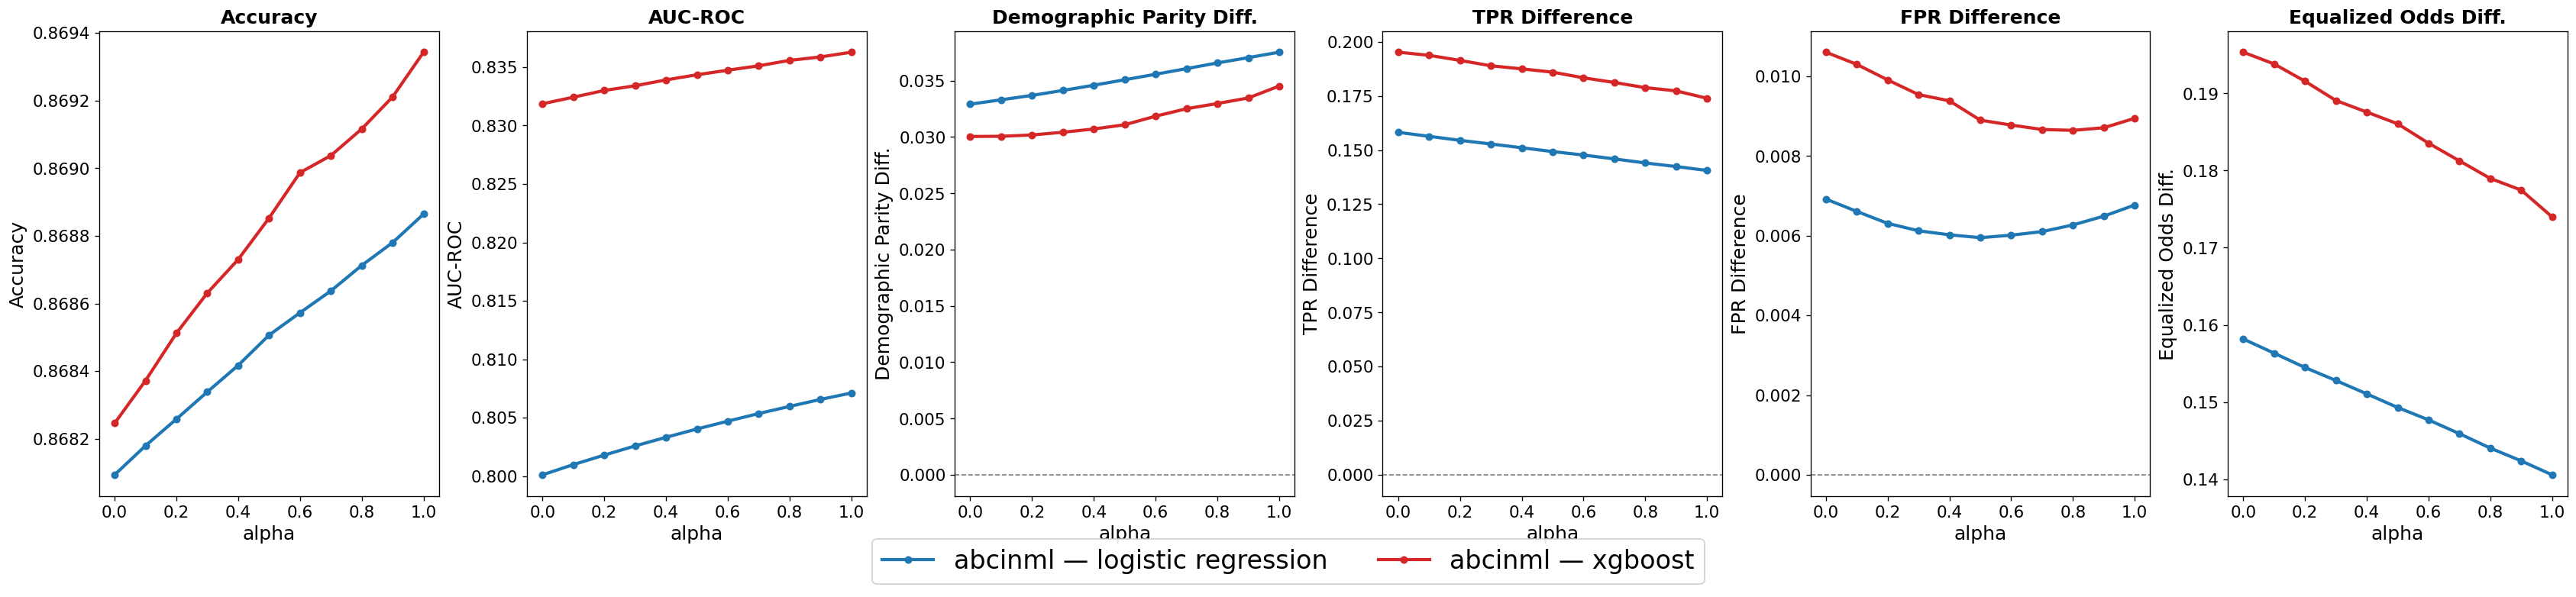 Accuracy
0.8694
0.8692
0.8690
0.8688
0.8686
0.8684
0.8682
Accuracy
0.0 0.2 0.4 0.6 0.8 1.0
alpha
AUC-ROC
0.835
0.830
0.825
0.820
0.815
0.810
0.805
0.800
AUC-ROC
0.0 0.2 0.4 0.6 0.8 1.0
alpha
Demographic Parity Diff.
0.035
0.030
0.025
0.020
0.015
0.010
0.005
0.000
Demographic Parity Diff.
0.0 0.2 0.4 0.6 0.8 1.0
alpha
TPR Difference
0.200
0.175
0.150
0.125
0.100
0.075
0.050
0.025
0.000
TPR Difference
0.0 0.2 0.4 0.6 0.8 1.0
alpha
FPR Difference
0.010
0.008
0.006
0.004
0.002
0.000
FPR Difference
0.0 0.2 0.4 0.6 0.8 1.0
alpha
Equalized Odds Diff.
0.19
0.18
0.17
0.16
0.15
0.14
Equalized Odds Diff.
0.0 0.2 0.4 0.6 0.8 1.0
alpha
abcinml — logistic regression
abcinml — xgboost